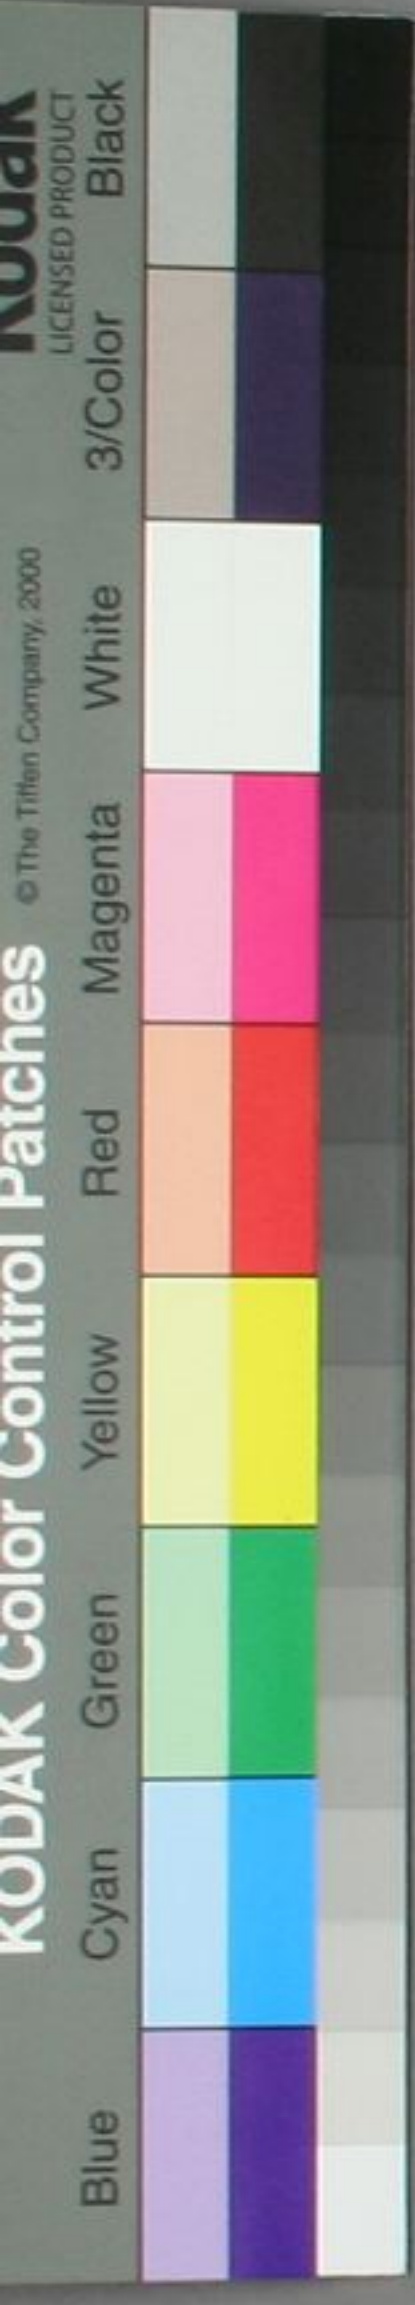 KODAK Color Control Patches © The Tiffen Company, 2000 Kodak
LICENSED PRODUCT
Blue Cyan Green Yellow Red Magenta White 3/Color Black